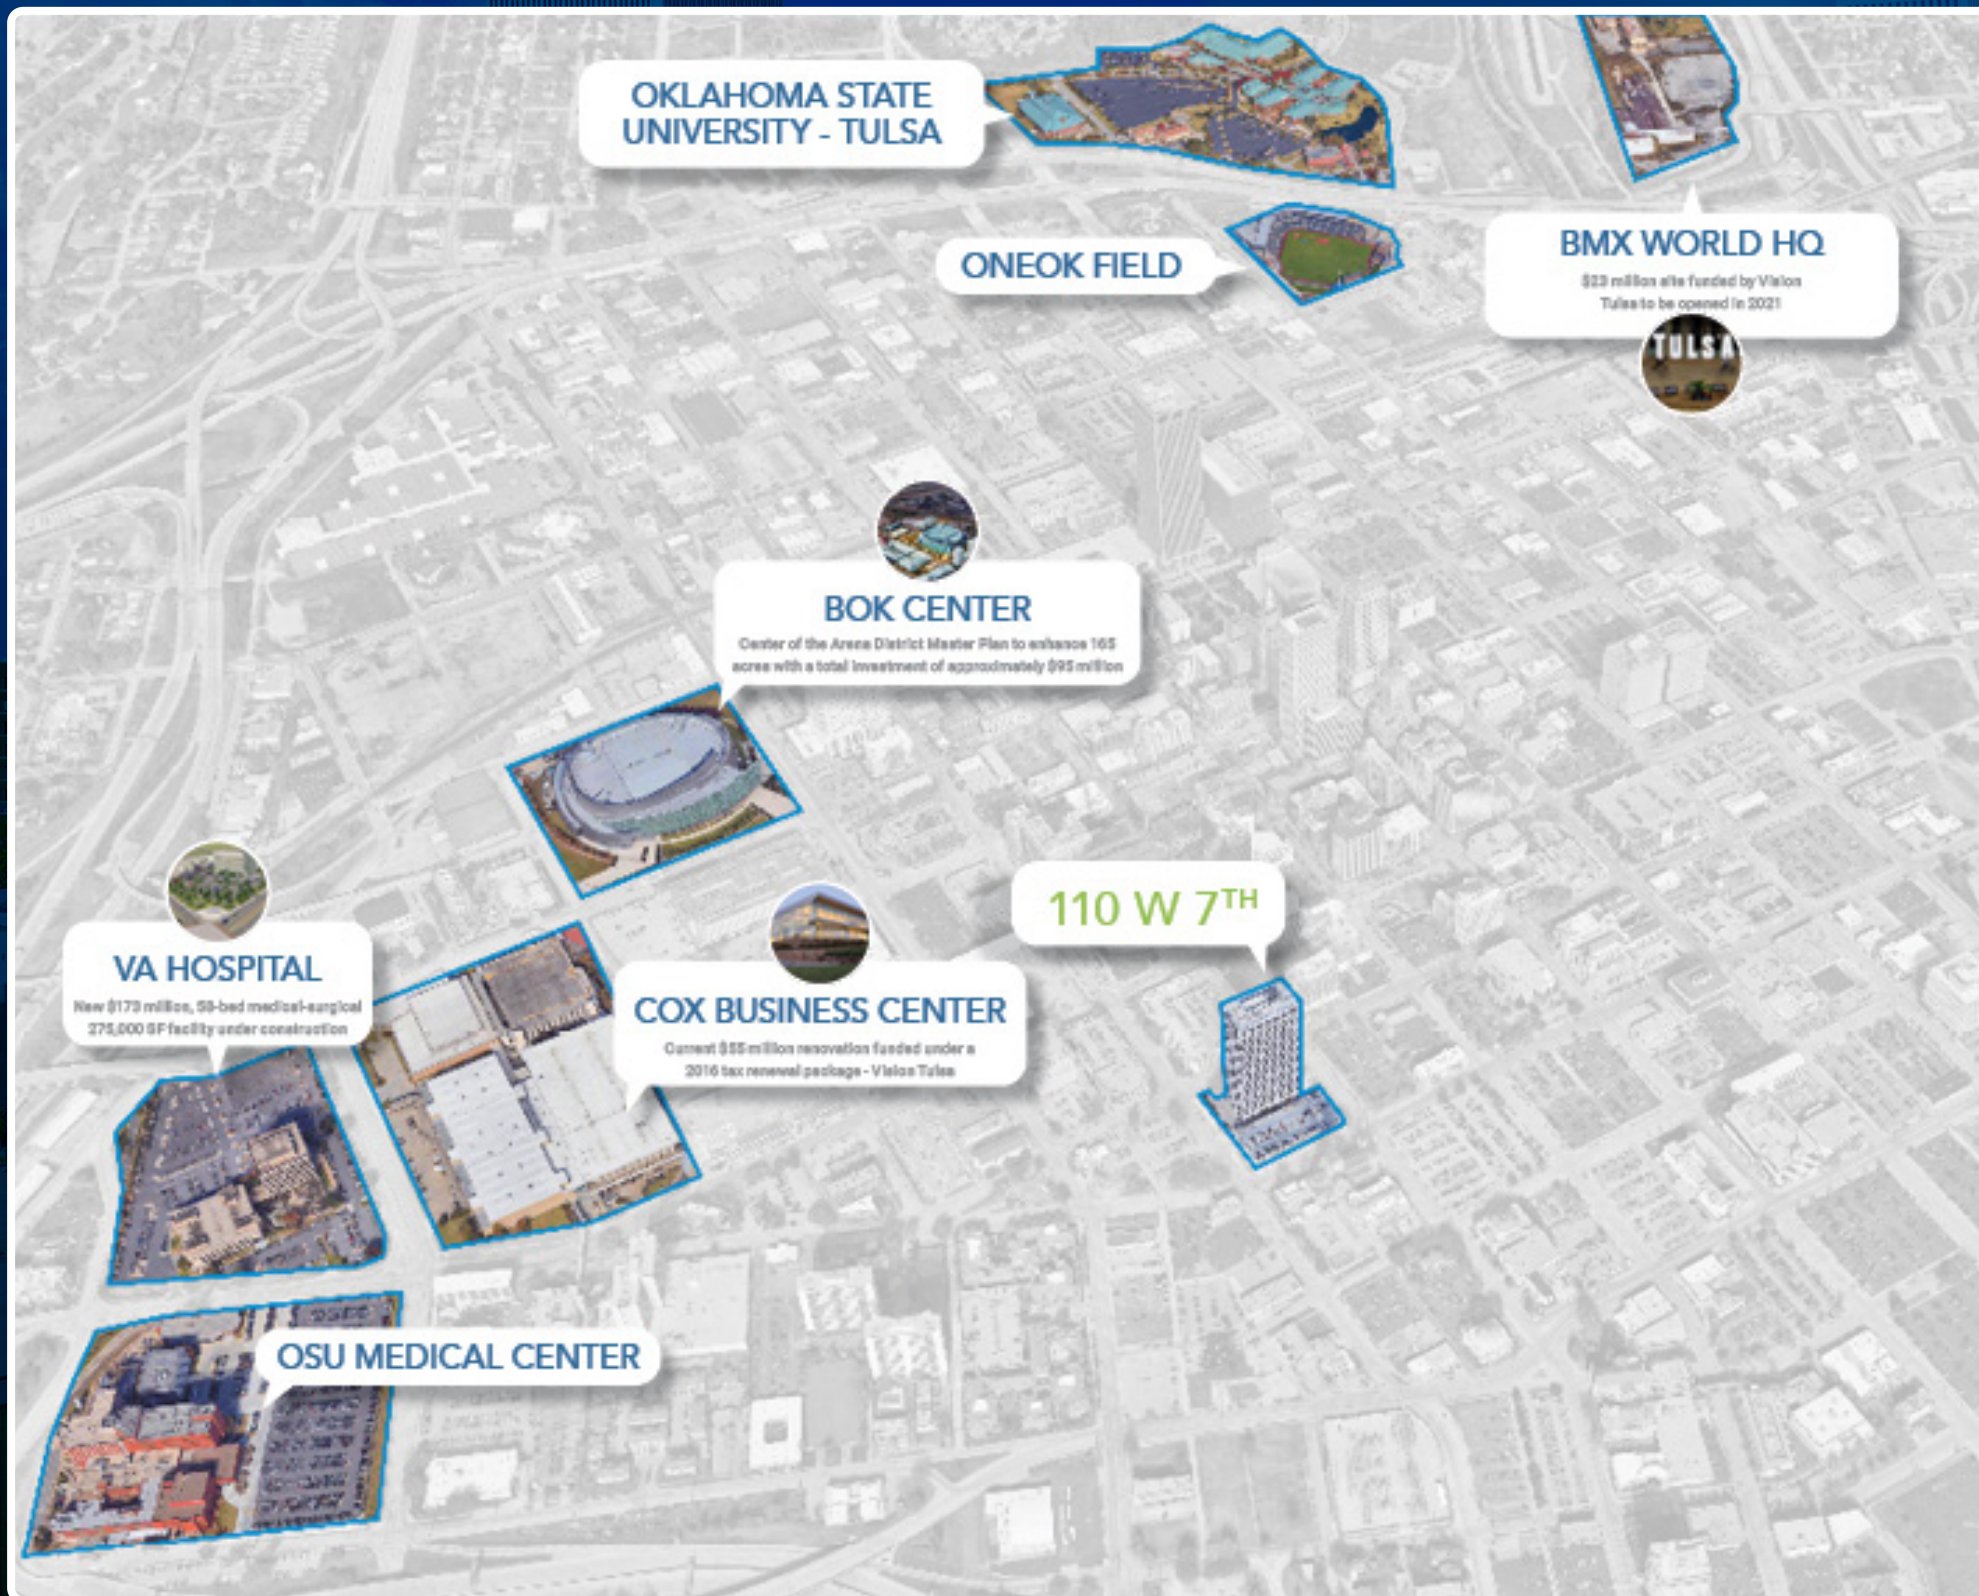 OKLAHOMA STATE
UNIVERSITY - TULSA
ONEOK FIELD
BMX WORLD HQ
$23 million site funded by Vision
Tulsa to be opened in 2021
TULSA
BOK CENTER
Center of the Arena District Master Plan to enhance 165
acres with a total investment of approximately $95 million
110 W 7TH
VA HOSPITAL
New $173 million, 58-bed medical-surgical
275,000 SF facility under construction
COX BUSINESS CENTER
Current $55 million renovation funded under a
2016 tax renewal package - Vision Tulsa
OSU MEDICAL CENTER